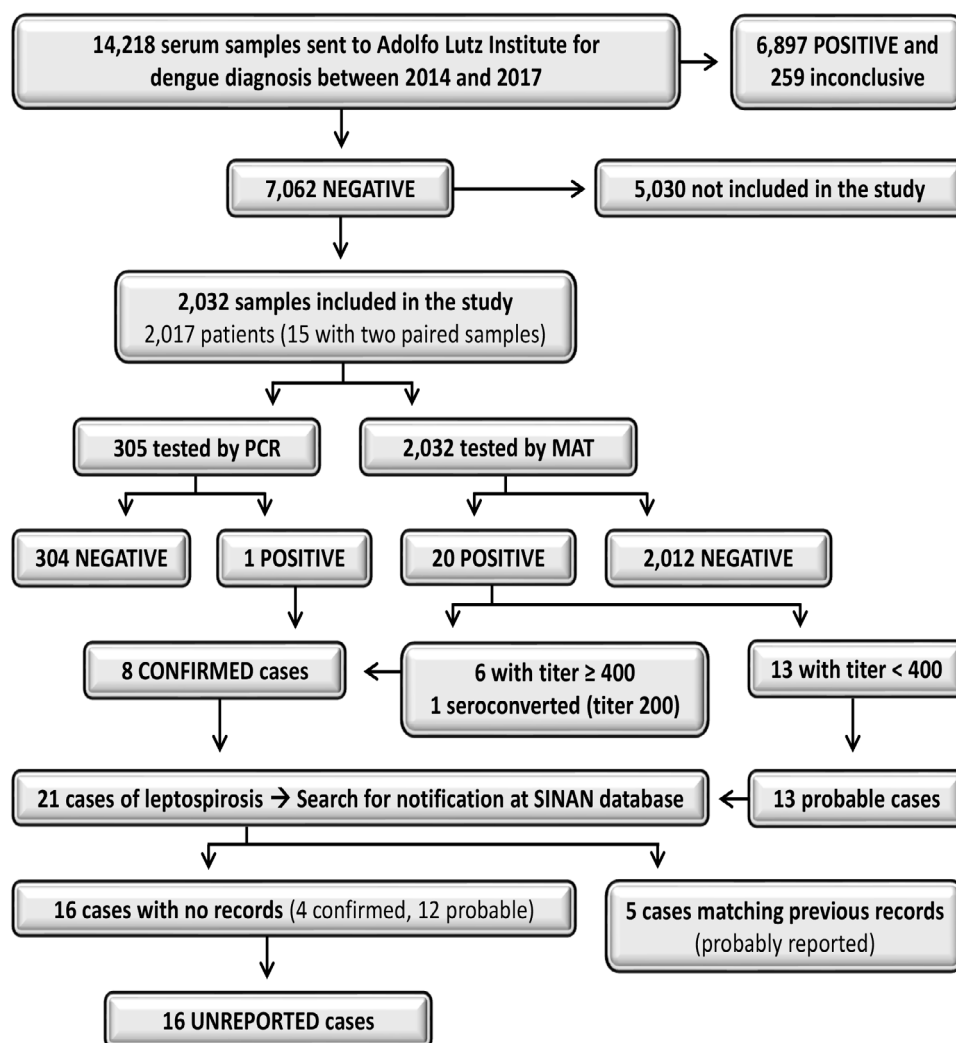 14,218 serum samples sent to Adolfo Lutz Institute for
dengue diagnosis between 2014 and 2017
6,897 POSITIVE and
259 inconclusive
7,062 NEGATIVE
5,030 not included in the study
2,032 samples included in the study
2,017 patients (15 with two paired samples)
305 tested by PCR
2,032 tested by MAT
304 NEGATIVE
1 POSITIVE
20 POSITIVE
2,012 NEGATIVE
8 CONFIRMED cases
6 with titer ≥ 400
1 seroconverted (titer 200)
13 with titer < 400
21 cases of leptospirosis → Search for notification at SINAN database
13 probable cases
16 cases with no records (4 confirmed, 12 probable)
5 cases matching previous records
(probably reported)
16 UNREPORTED cases